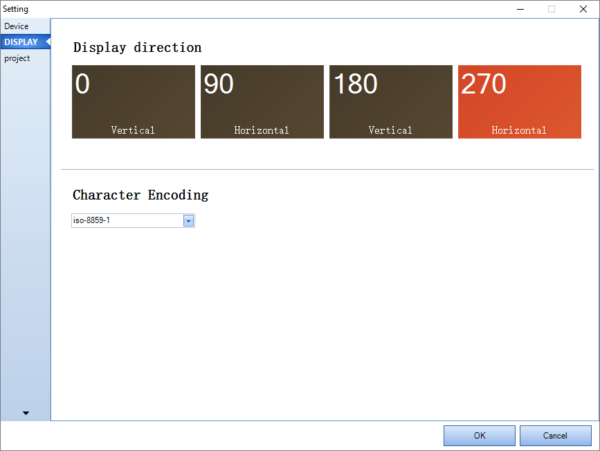 Setting
Device
DISPLAY
project
Display direction
0 90 180 270
Vertical Horizontal Vertical Horizontal
Character Encoding
iso-8859-1
OK Cancel